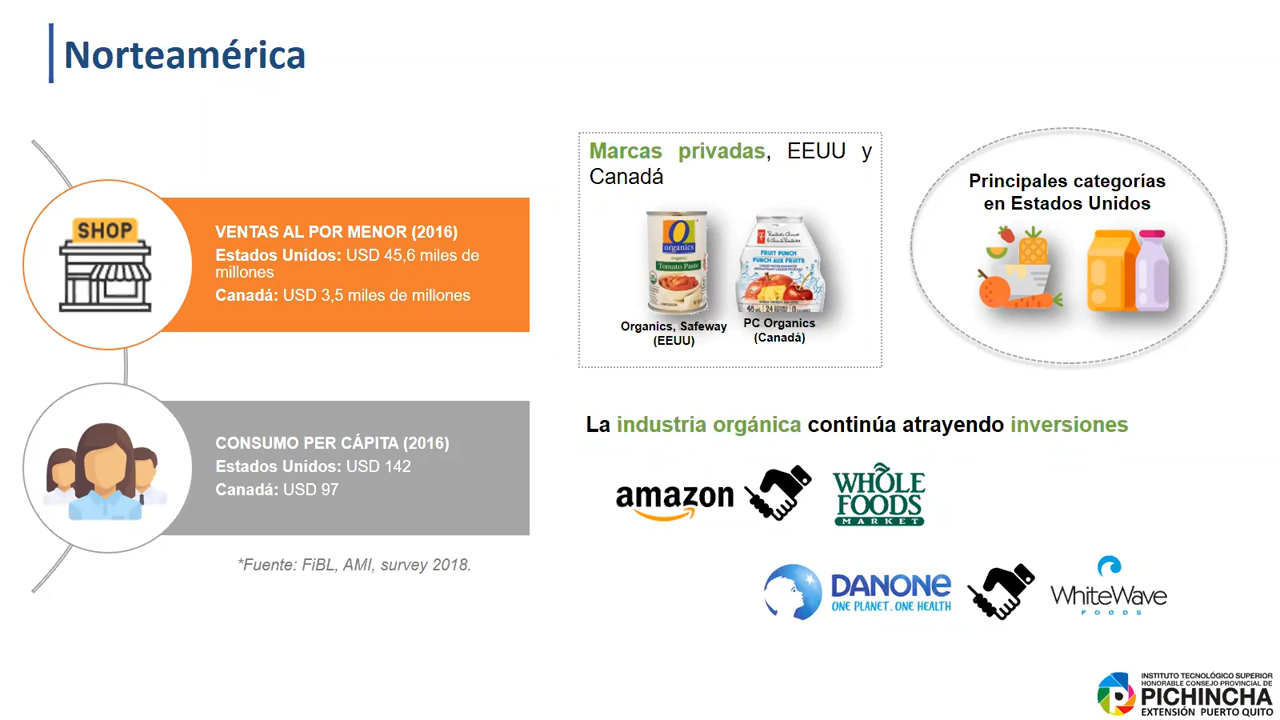 Norteamérica
SHOP
VENTAS AL POR MENOR (2016)
Estados Unidos: USD 45,6 miles de
millones
Canadá: USD 3,5 miles de millones
CONSUMO PER CÁPITA (2016)
Estados Unidos: USD 142
Canadá: USD 97
*Fuente: FiBL, AMI, survey 2018.
Marcas privadas, EEUU y
Canadá
O
organics
organic
Tomato Paste
FRUIT PUNCH
PUNCH AUX FRUITS
Organics, Safeway
(EEUU)
PC Organics
(Canadá)
Principales categorías
en Estados Unidos
La industria orgánica continúa atrayendo inversiones
amazon
WHOLE
FOODS
MARKET
DANONE
ONE PLANET. ONE HEALTH
WhiteWave
FOODS
INSTITUTO TECNOLÓGICO SUPERIOR
HONORABLE CONSEJO PROVINCIAL DE
PICHINCHA
EXTENSIÓN PUERTO QUITO